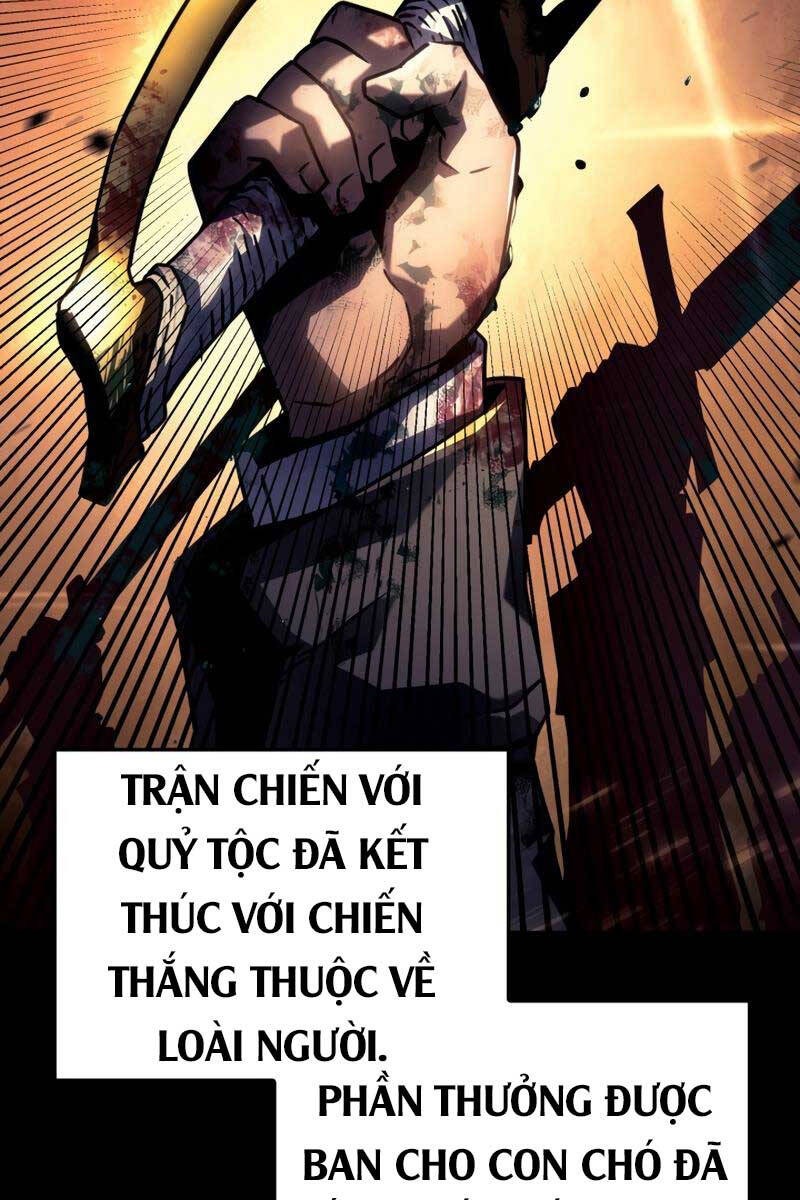 TRẬN CHIẾN VỚI
QUỶ TỘC ĐÃ KẾT
THÚC VỚI CHIẾN
THẮNG THUỘC VỀ
LOÀI NGƯỜI.
PHẦN THƯỞNG ĐƯỢC
BAN CHO CON CHÓ ĐÃ